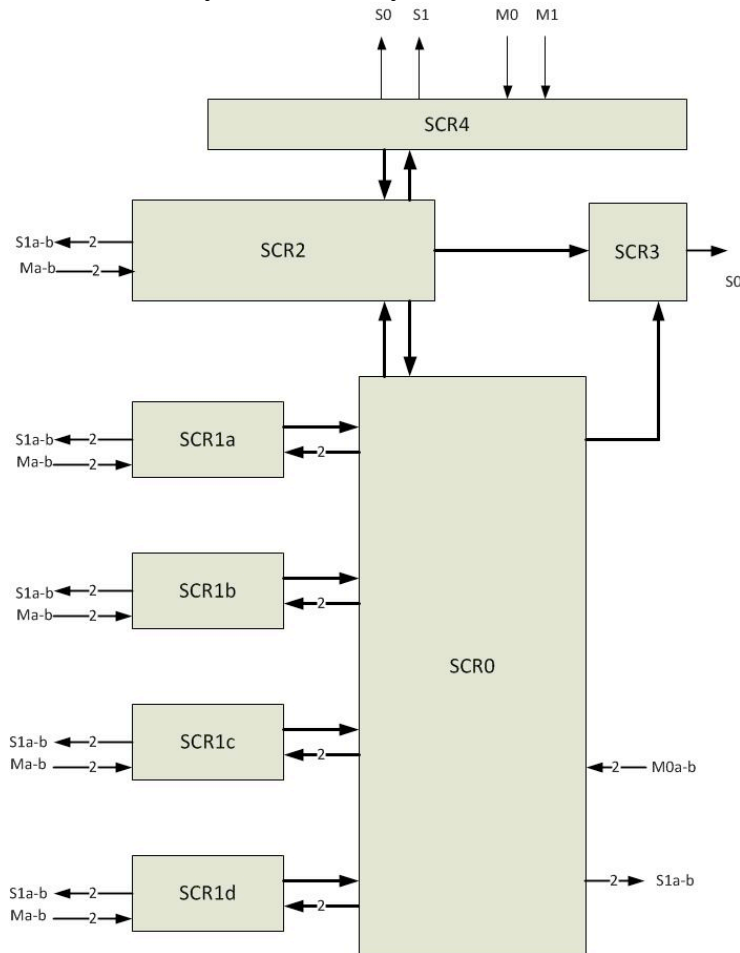 S0 S1 M0 M1
SCR4
S1a-b 2 SCR2 SCR3
Ma-b 2
S0
S1a-b 2 SCR1a
Ma-b 2 2
S1a-b 2 SCR1b
Ma-b 2 2
SCR0
S1a-b 2 SCR1c
Ma-b 2 2 2 M0a-b
S1a-b 2 SCR1d 2 S1a-b
Ma-b 2 2